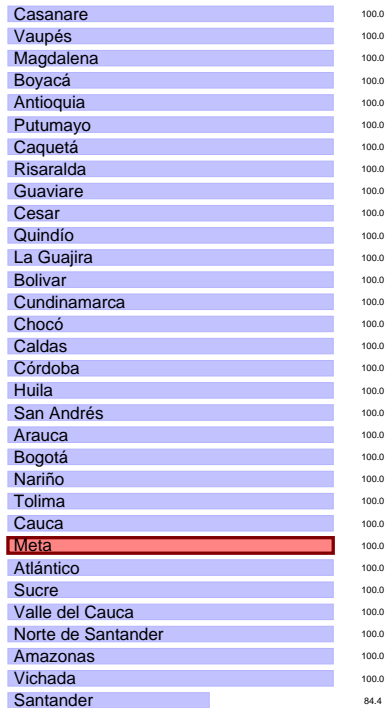 Casanare 100.0
Vaupés 100.0
Magdalena 100.0
Boyacá 100.0
Antioquia 100.0
Putumayo 100.0
Caquetá 100.0
Risaralda 100.0
Guaviare 100.0
Cesar 100.0
Quindío 100.0
La Guajira 100.0
Bolivar 100.0
Cundinamarca 100.0
Chocó 100.0
Caldas 100.0
Córdoba 100.0
Huila 100.0
San Andrés 100.0
Arauca 100.0
Bogotá 100.0
Nariño 100.0
Tolima 100.0
Cauca 100.0
Meta 100.0
Atlántico 100.0
Sucre 100.0
Valle del Cauca 100.0
Norte de Santander 100.0
Amazonas 100.0
Vichada 100.0
Santander 84.4